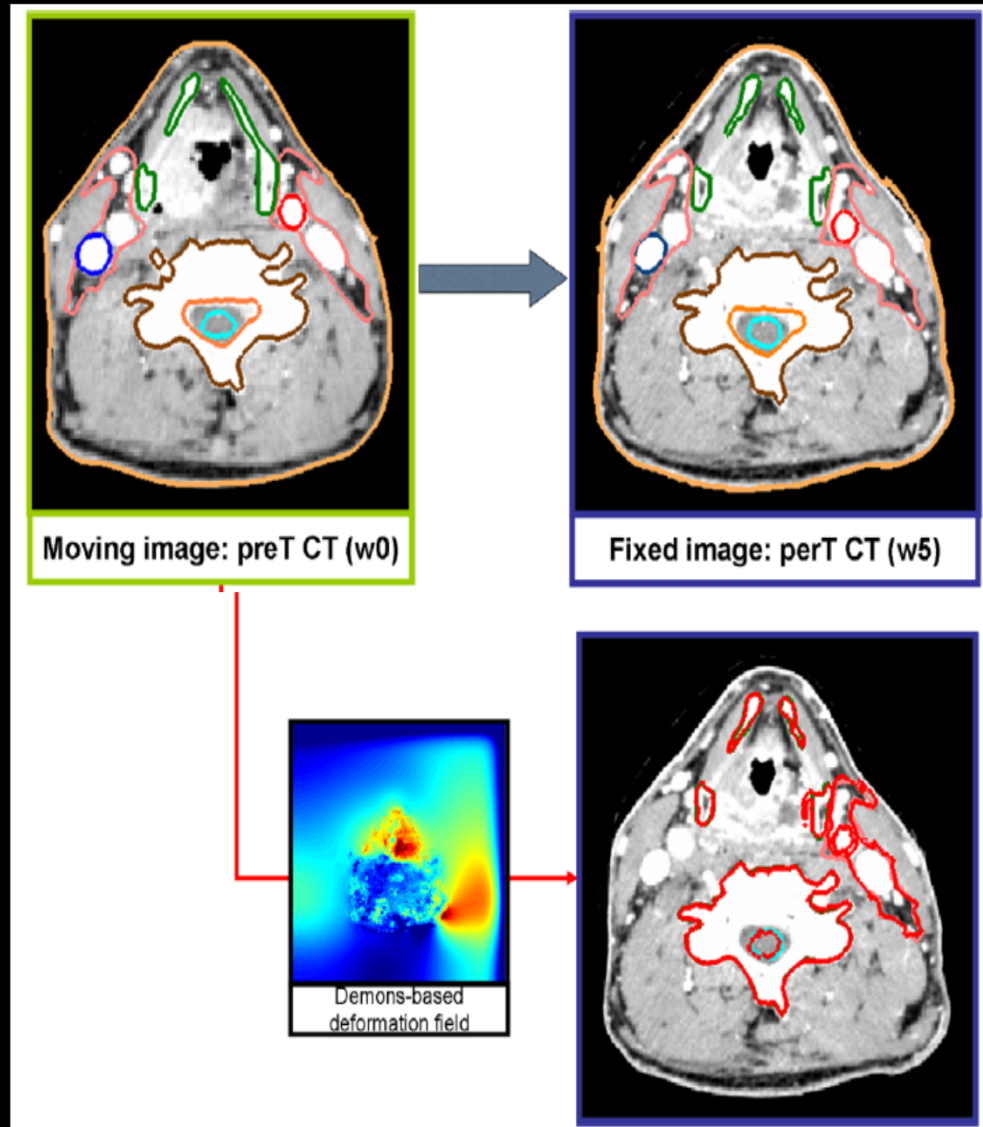 Moving image: preT CT (w0)
Fixed image: perT CT (w5)
Demons-based
deformation field